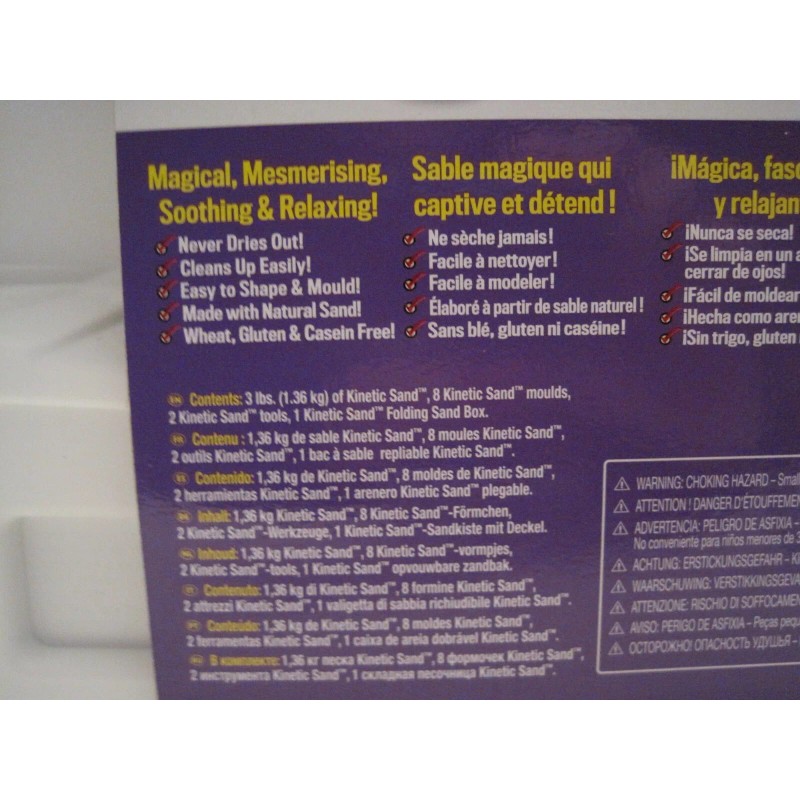 Magical, Mesmerising,
Soothing & Relaxing!
Never Dries Out!
Cleans Up Easily!
Easy to Shape & Mould!
Made with Natural Sand!
Wheat, Gluten & Casein Free!
Sable magique qui
captive et détend !
Ne sèche jamais !
Facile à nettoyer !
Facile à modeler !
Élaboré à partir de sable naturel !
Sans blé, gluten ni caséine !
¡Mágica, fasc
y relajan
¡Nunca se seca!
¡Se limpia en un a
cerrar de ojos!
¡Fácil de moldear
¡Hecha como aren
¡Sin trigo, gluten
EN Contents: 3 lbs. (1.36 kg) of Kinetic Sand™, 8 Kinetic Sand™ moulds,
2 Kinetic Sand™ tools, 1 Kinetic Sand™ Folding Sand Box.
FR Contenu : 1,36 kg de sable Kinetic Sand™, 8 moules Kinetic Sand™,
2 outils Kinetic Sand™, 1 bac à sable repliable Kinetic Sand™.
ES Contenido: 1,36 kg de Kinetic Sand™, 8 moldes de Kinetic Sand™,
2 herramientas Kinetic Sand™, 1 arenero Kinetic Sand™ plegable.
Inhalt: 1,36 kg Kinetic Sand™, 8 Kinetic Sand™-Förmchen,
2 Kinetic Sand™-Werkzeuge, 1 Kinetic Sand™-Sandkiste mit Deckel.
Inhoud: 1,36 kg Kinetic Sand™, 8 Kinetic Sand™-vormpjes,
2 Kinetic Sand™-tools, 1 Kinetic Sand™ opvouwbare zandbak.
Contenuto: 1,36 kg di Kinetic Sand™, 8 formine Kinetic Sand™,
2 attrezzi Kinetic Sand™, 1 valigetta di sabbia richiudibile Kinetic Sand™.
Conteúdo: 1,36 kg de Kinetic Sand™, 8 moldes Kinetic Sand™,
2 ferramentas Kinetic Sand™, 1 caixa de areia dobrável Kinetic Sand™.
В комплекте: 1,36 кг песка Kinetic Sand™, 8 формочек Kinetic Sand™,
2 инструмента Kinetic Sand™, 1 складная песочница Kinetic Sand™.
WARNING: CHOKING HAZARD – Small
ATTENTION ! DANGER D'ÉTOUFFEMEN
ADVERTENCIA: PELIGRO DE ASFIXIA –
No conveniente para niños menores de 3
ACHTUNG: ERSTICKUNGSGEFAHR – Kl
WAARSCHUWING: VERSTIKKINGSGEVA
ATTENZIONE: RISCHIO DI SOFFOCAMEN
AVISO: PERIGO DE ASFIXIA – Peças pequ
ОСТОРОЖНО! ОПАСНОСТЬ УДУШЬЯ –